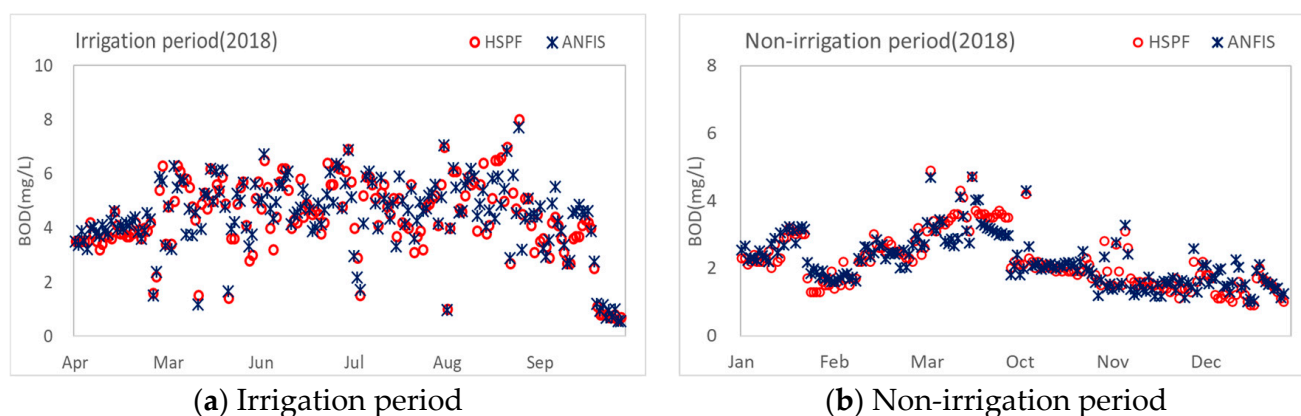 Irrigation period(2018)
HSPF ANFIS
BOD(mg/L)
10
8
6
4
2
0
Apr Mar Jun Jul Aug Sep
(a) Irrigation period
Non-irrigation period(2018)
HSPF ANFIS
BOD(mg/L)
8
6
4
2
0
Jan Feb Mar Oct Nov Dec
(b) Non-irrigation period